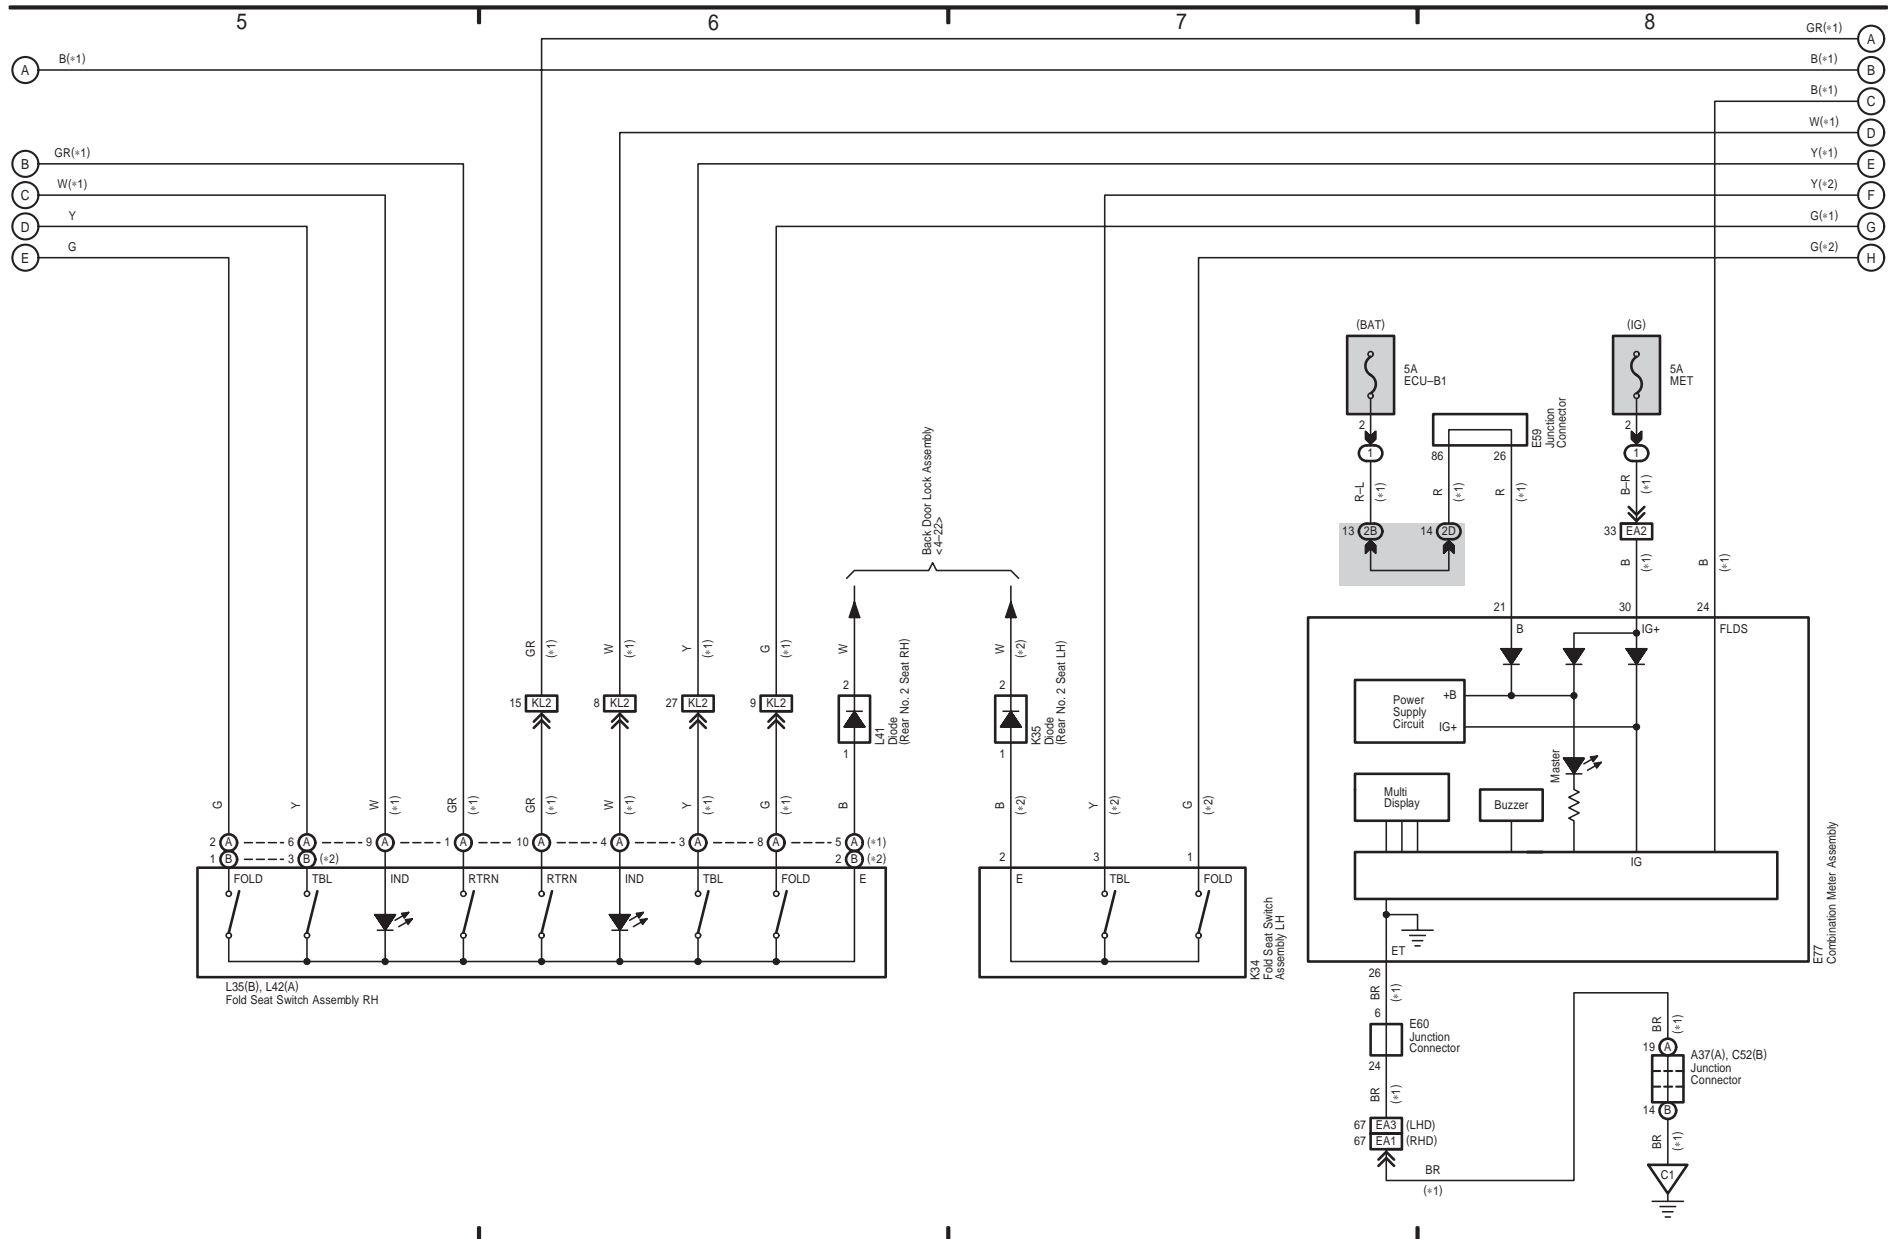 5 6 7 8
GR(∗1) A
A B(∗1) B(∗1) B
B(∗1) C
W(∗1) D
B GR(∗1) Y(∗1) E
C W(∗1) Y(∗2) F
D Y G(∗1) G
E G G(∗2) H
(BAT) (IG)
5A
ECU–B1
5A
MET
2 2
1 1
E59
Junction
Connector
86 26
R–L (∗1) R (∗1) R (∗1) B–R (∗1)
13 2B 14 2D 33 EA2
B (∗1) B (∗1)
Back Door Lock Assembly
<4–22>
21 30 24
B IG+ FLDS
GR (∗1) W (∗1) Y (∗1) G (∗1) W W (∗2)
15 KL2 8 KL2 27 KL2 9 KL2
2 2
L41
Diode
(Rear No. 2 Seat RH)
K35
Diode
(Rear No. 2 Seat LH)
1 1
Power
Supply
Circuit
+B
IG+
Master
Multi
Display
Buzzer
G Y W (∗1) GR (∗1) GR (∗1) W (∗1) Y (∗1) G (∗1) B B (∗2) Y (∗2) G (∗2)
2 A 6 A 9 A 1 A 10 A 4 A 3 A 8 A 5 A (∗1)
1 B 3 B (∗2) 2 B (∗2)
2 3 1
IG
FOLD TBL IND RTRN RTRN IND TBL FOLD E
E TBL FOLD
L35(B), L42(A)
Fold Seat Switch Assembly RH
K34
Fold Seat Switch
Assembly LH
ET
E77
Combination Meter Assembly
26
BR (∗1)
6
E60
Junction
Connector
24
BR (∗1)
67 EA3 (LHD)
67 EA1 (RHD)
BR
(∗1)
BR (∗1)
19 A
A37(A), C52(B)
Junction
Connector
14 B
BR (∗1)
C1